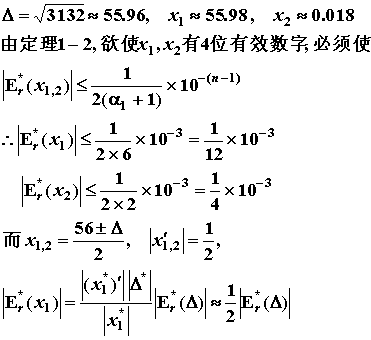 Δ = √3132 ≈ 55.96, x₁ ≈ 55.98, x₂ ≈ 0.018
由定理1－2, 欲使x₁, x₂有4位有效数字, 必须使
|E*ᵣ(x₁,₂)| ≤ 1/(2(α₁ + 1)) × 10^(−(n−1))
∴ |E*ᵣ(x₁)| ≤ 1/(2 × 6) × 10⁻³ = 1/12 × 10⁻³
|E*ᵣ(x₂)| ≤ 1/(2 × 2) × 10⁻³ = 1/4 × 10⁻³
而 x₁,₂ = (56 ± Δ)/2, |x'₁,₂| = 1/2,
|E*ᵣ(x₁)| = (|(x₁*)'| |Δ*|)/|x₁*| |E*ᵣ(Δ)| ≈ 1/2 |E*ᵣ(Δ)|